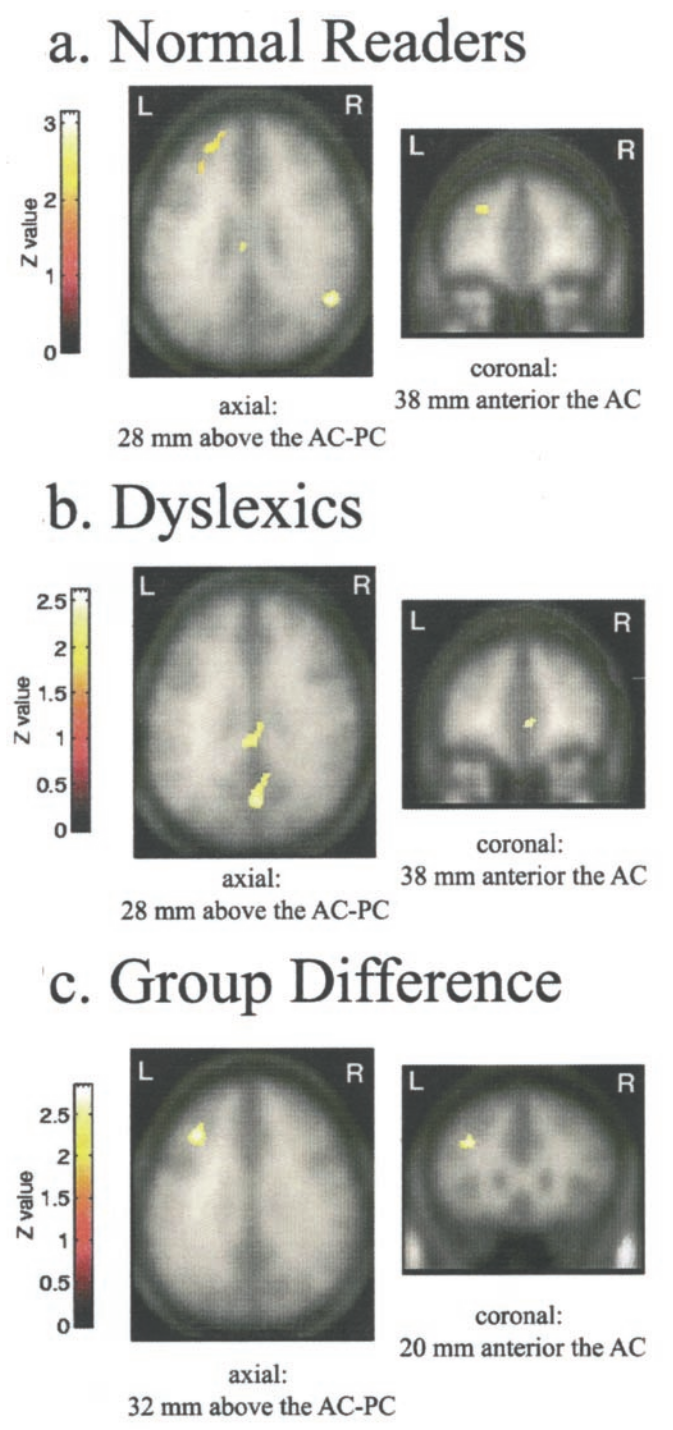 a. Normal Readers
L R
L R
3
2
1
0
Z value
axial:
28 mm above the AC-PC
coronal:
38 mm anterior the AC
b. Dyslexics
L R
L R
2.5
2
1.5
1
0.5
0
Z value
axial:
28 mm above the AC-PC
coronal:
38 mm anterior the AC
c. Group Difference
L R
L R
2.5
2
1.5
1
0.5
0
Z value
axial:
32 mm above the AC-PC
coronal:
20 mm anterior the AC